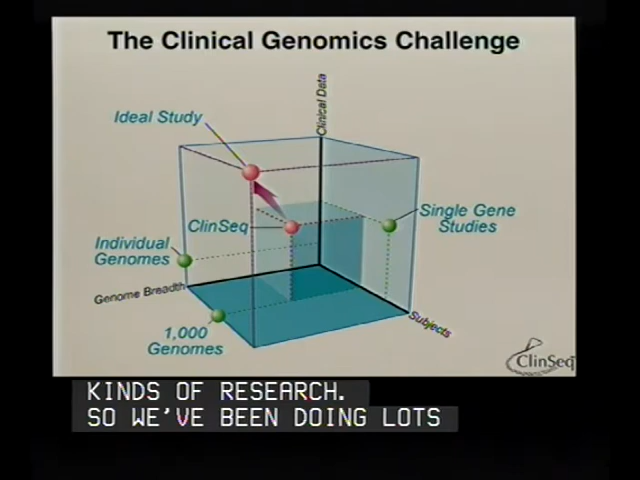 The Clinical Genomics Challenge
Clinical Data
Ideal Study
ClinSeq
Single Gene
Studies
Individual
Genomes
Genome Breadth
Subjects
1,000
Genomes
ClinSeq
KINDS OF RESEARCH.
SO WE'VE BEEN DOING LOTS